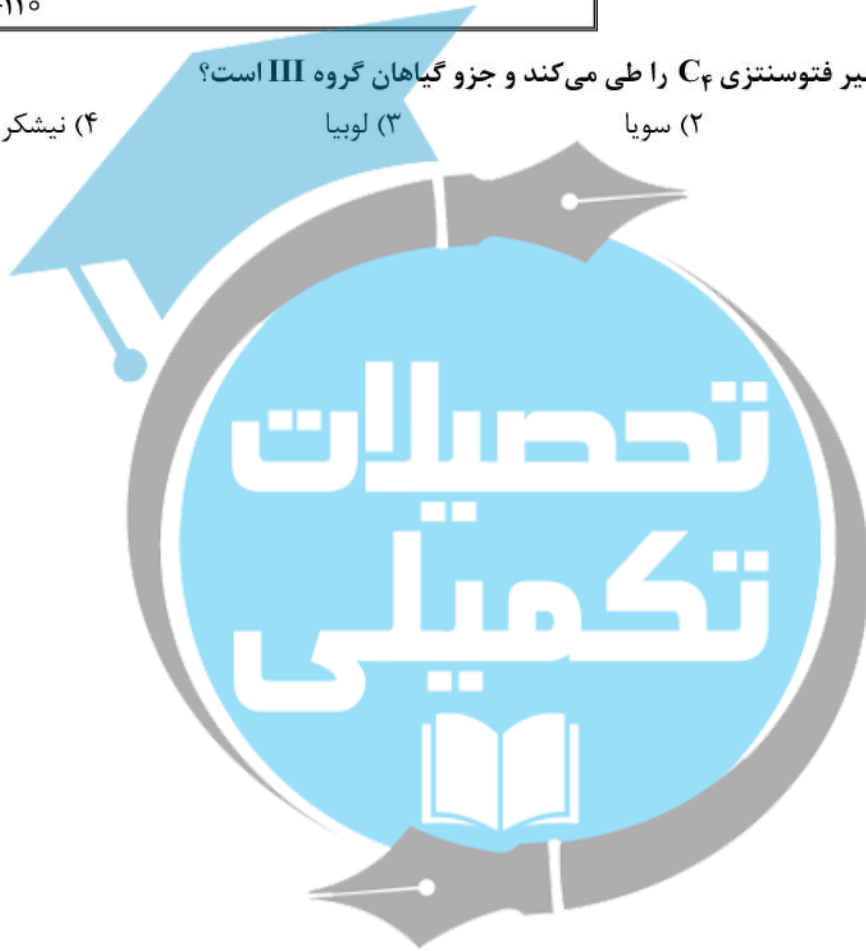 ۱۱۰
یر فتوسنتزی C۴ را طی می‌کند و جزو گیاهان گروه III است؟
۲) سویا ۳) لوبیا ۴) نیشکر
تحصیلات
تکمیلی